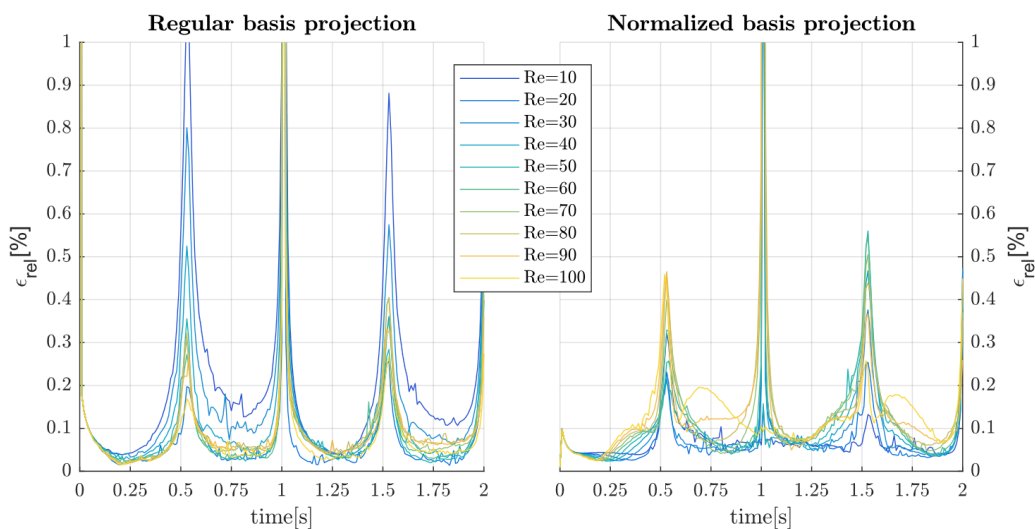 Regular basis projection
Normalized basis projection
1
0.9
0.8
0.7
0.6
0.5
0.4
0.3
0.2
0.1
0
ϵrel[%]
0 0.25 0.5 0.75 1 1.25 1.5 1.75 2
time[s]
Re=10
Re=20
Re=30
Re=40
Re=50
Re=60
Re=70
Re=80
Re=90
Re=100
0 0.25 0.5 0.75 1 1.25 1.5 1.75 2
time[s]
1
0.9
0.8
0.7
0.6
0.5
0.4
0.3
0.2
0.1
0
ϵrel[%]